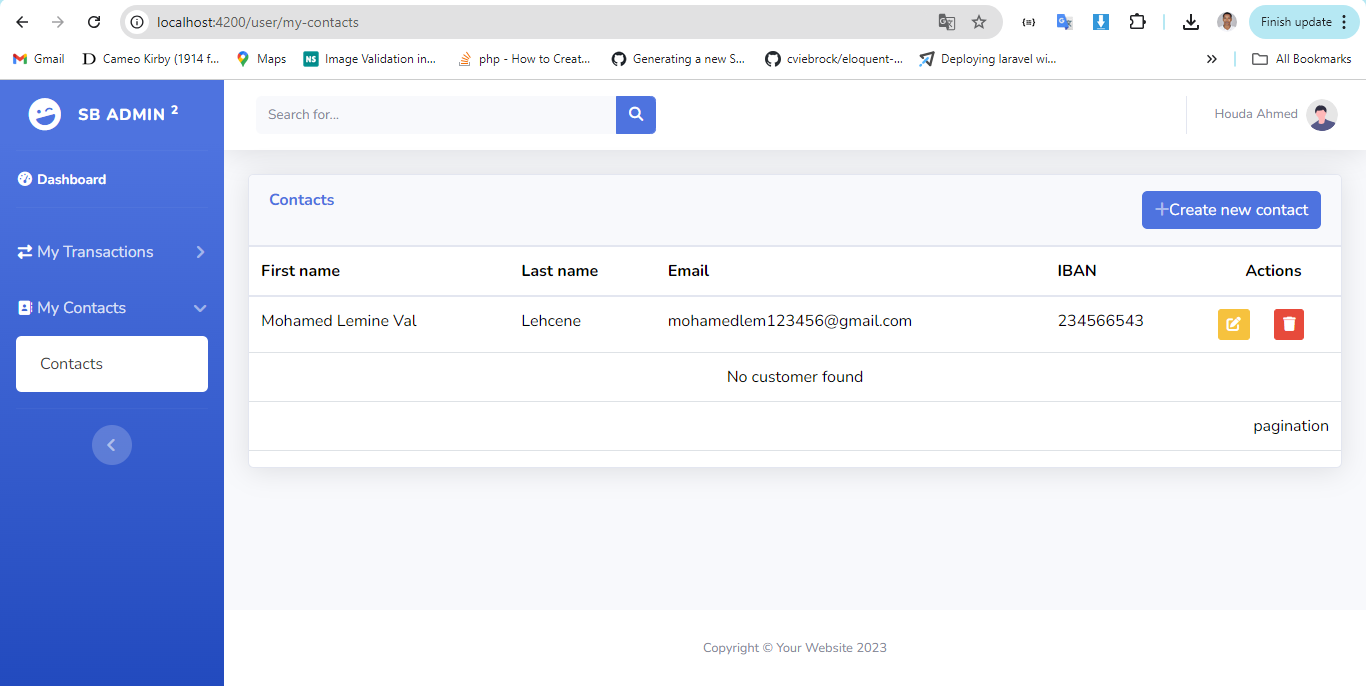 localhost:4200/user/my-contacts
Finish update
Gmail
Cameo Kirby (1914 f...
Maps
NS
Image Validation in...
php - How to Creat...
Generating a new S...
cviebrock/eloquent-...
Deploying laravel wi...
All Bookmarks
SB ADMIN 2
Search for...
Houda Ahmed
Dashboard
My Transactions
My Contacts
Contacts
Contacts
+Create new contact
First name Last name Email IBAN Actions
Mohamed Lemine Val Lehcene mohamedlem123456@gmail.com 234566543
No customer found
pagination
Copyright © Your Website 2023